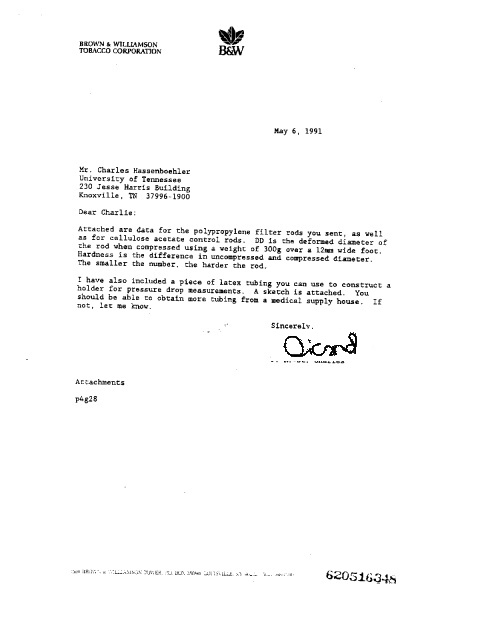 BROWN & WILLIAMSON
TOBACCO CORPORATION
B&W
May 6, 1991
Mr. Charles Hassenboehler
University of Tennessee
230 Jesse Harris Building
Knoxville, TN 37996-1900
Dear Charlie:
Attached are data for the polypropylene filter rods you sent, as well
as for cellulose acetate control rods. DD is the deformed diameter of
the rod when compressed using a weight of 300g over a 12mm wide foot.
Hardness is the difference in uncompressed and compressed diameter.
The smaller the number, the harder the rod.
I have also included a piece of latex tubing you can use to construct a
holder for pressure drop measurements. A sketch is attached. You
should be able to obtain more tubing from a medical supply house. If
not, let me know.
Sincerely,
Attachments
p4g28
620516348